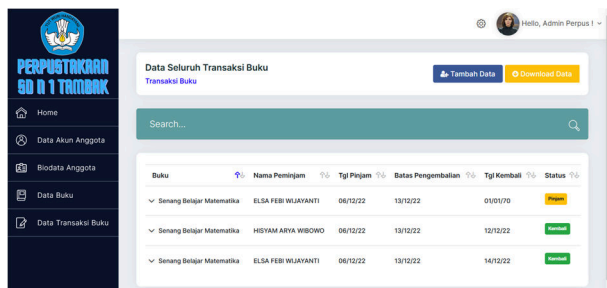 Hello, Admin Perpus !
PERPUSTAKAAN
SD N 1 TAMBAK
Home
Data Akun Anggota
Biodata Anggota
Data Buku
Data Transaksi Buku
Data Seluruh Transaksi Buku
Transaksi Buku
Tambah Data
Download Data
Search...
Buku Nama Peminjam Tgl Pinjam Batas Pengembalian Tgl Kembali Status
Senang Belajar Matematika ELSA FEBI WIJAYANTI 06/12/22 13/12/22 01/01/70 Pinjam
Senang Belajar Matematika HISYAM ARYA WIBOWO 06/12/22 13/12/22 12/12/22 Kembali
Senang Belajar Matematika ELSA FEBI WIJAYANTI 06/12/22 13/12/22 14/12/22 Kembali